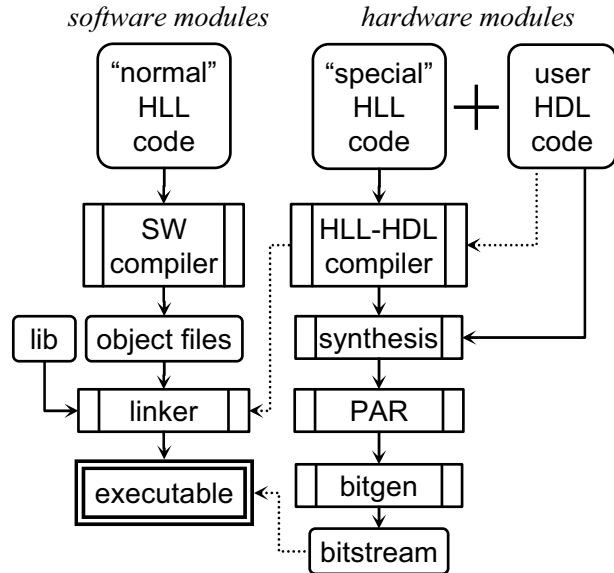 software modules
hardware modules
“normal”
HLL
code
“special”
HLL
code
user
HDL
code
SW
compiler
HLL-HDL
compiler
lib
object files
synthesis
linker
PAR
executable
bitgen
bitstream